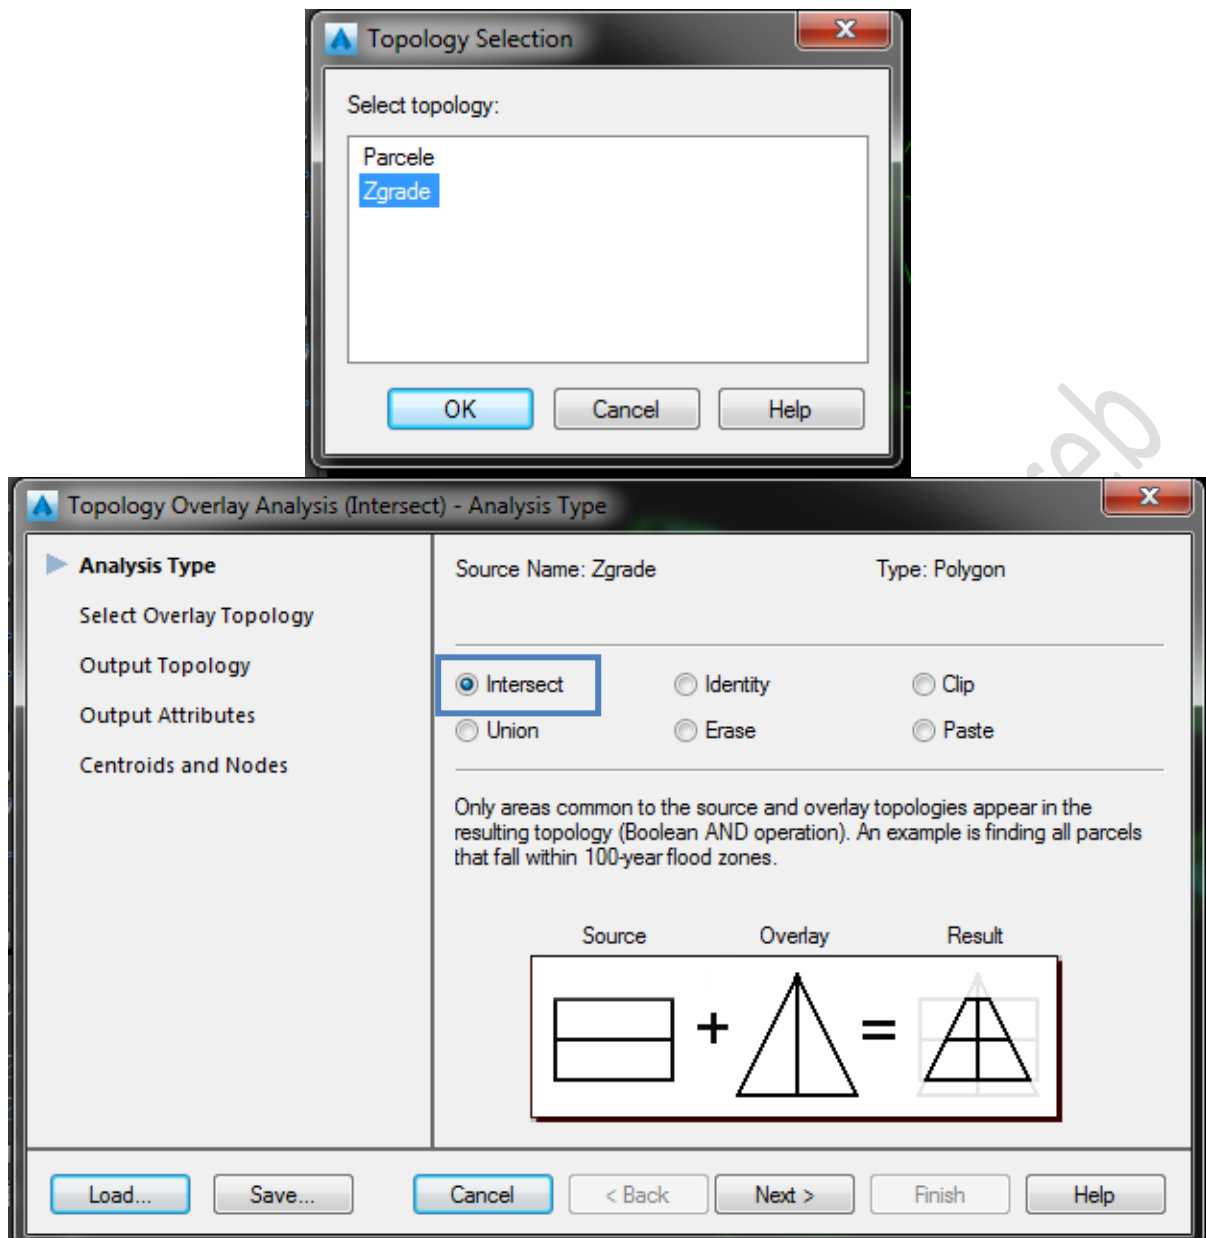 Topology Selection
Select topology:
Parcele
Zgrade
OK Cancel Help
Topology Overlay Analysis (Intersect) - Analysis Type
Analysis Type
Select Overlay Topology
Output Topology
Output Attributes
Centroids and Nodes
Source Name: Zgrade Type: Polygon
Intersect Identity Clip
Union Erase Paste
Only areas common to the source and overlay topologies appear in the
resulting topology (Boolean AND operation). An example is finding all parcels
that fall within 100-year flood zones.
Source Overlay Result
+ =
Load... Save... Cancel < Back Next > Finish Help